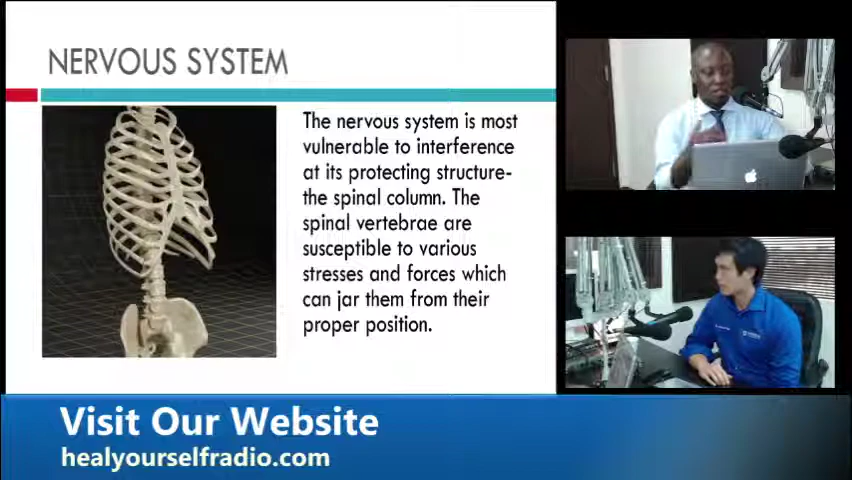 NERVOUS SYSTEM
The nervous system is most
vulnerable to interference
at its protecting structure-
the spinal column. The
spinal vertebrae are
susceptible to various
stresses and forces which
can jar them from their
proper position.
Visit Our Website
healyourselfradio.com